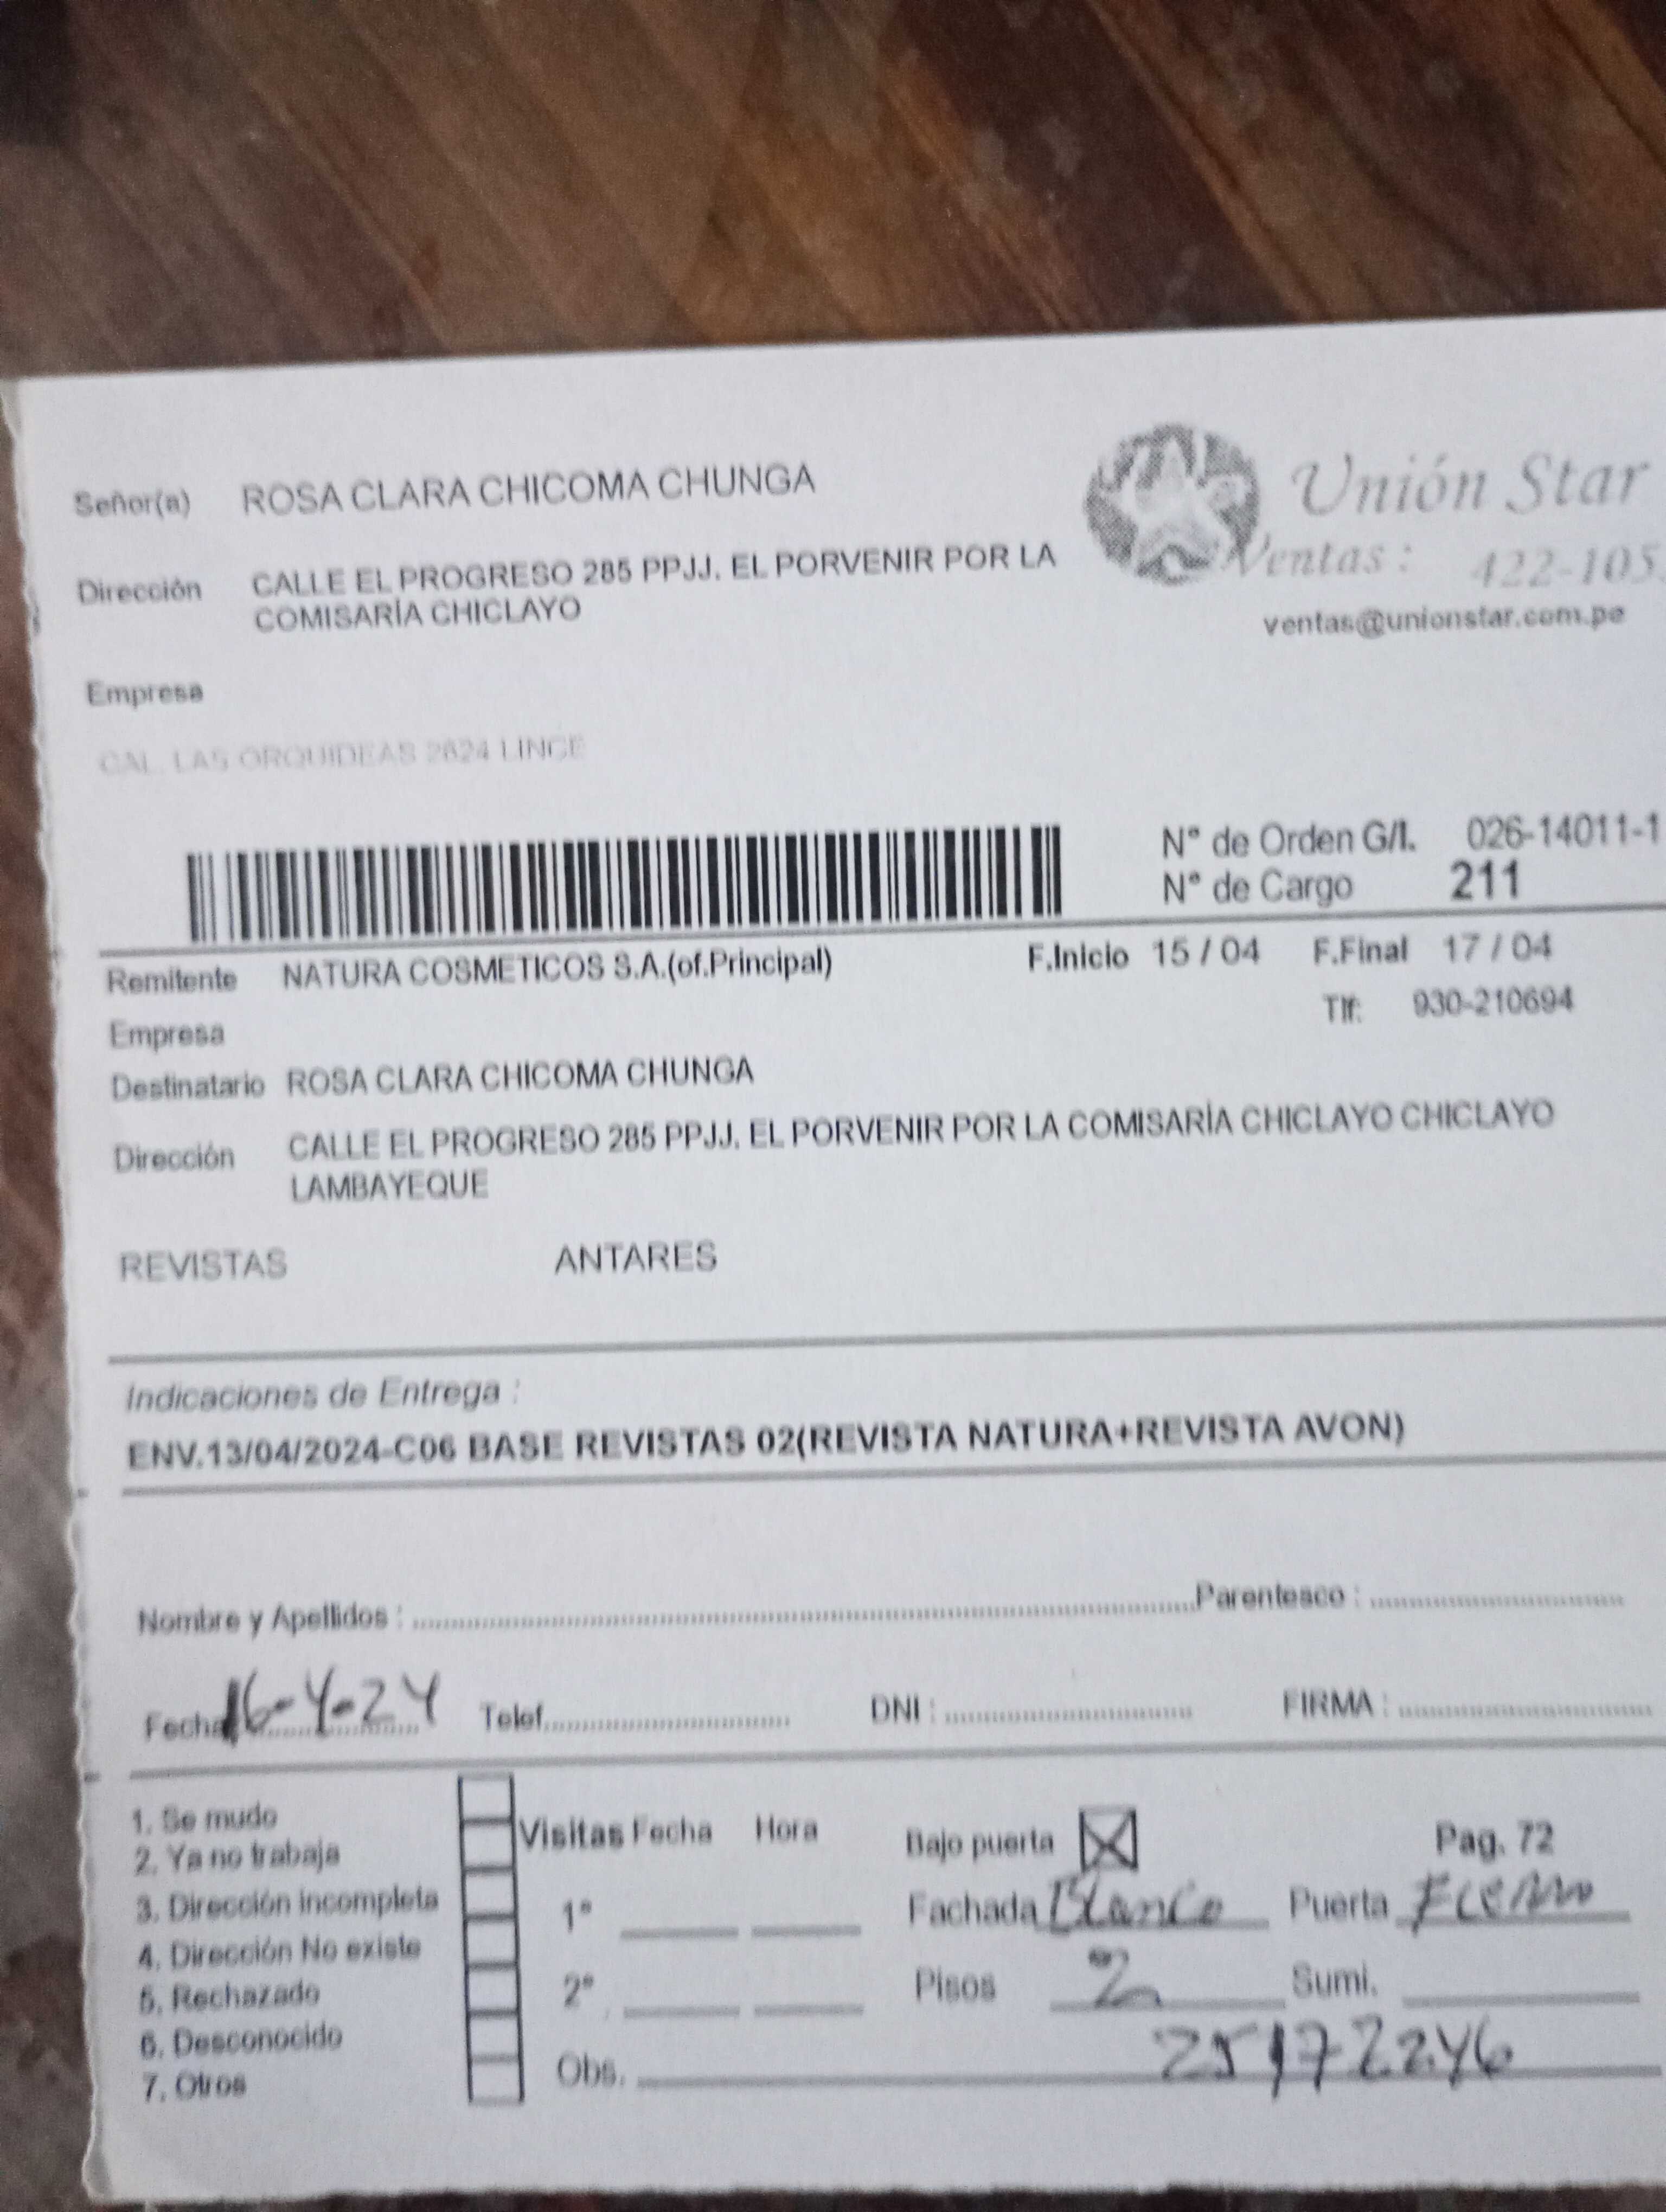 Señor(a) ROSA CLARA CHICOMA CHUNGA
Unión Star
Dirección CALLE EL PROGRESO 285 PPJJ. EL PORVENIR POR LA
COMISARÍA CHICLAYO
Ventas : 422-105
ventas@unionstar.com.pe
Empresa
CAL. LAS ORQUIDEAS 2624 LINCE
N° de Orden G/I. 026-14011-1
N° de Cargo 211
Remitente NATURA COSMETICOS S.A.(of.Principal) F.Inicio 15 / 04 F.Final 17 / 04
Tlf: 930-210694
Empresa
Destinatario ROSA CLARA CHICOMA CHUNGA
Dirección CALLE EL PROGRESO 285 PPJJ. EL PORVENIR POR LA COMISARÍA CHICLAYO CHICLAYO
LAMBAYEQUE
REVISTAS ANTARES
Indicaciones de Entrega :
ENV.13/04/2024-C06 BASE REVISTAS 02(REVISTA NATURA+REVISTA AVON)
Nombre y Apellidos : Parentesco :
Fecha 16-4-24 Telef. DNI : FIRMA :
1. Se mudo
2. Ya no trabaja
3. Dirección incompleta
4. Dirección No existe
5. Rechazado
6. Desconocido
7. Otros
Visitas Fecha Hora
1°
2°
Obs. 25172246
Bajo puerta Pag. 72
Fachada Blanco Puerta
Pisos 2 Sumi.